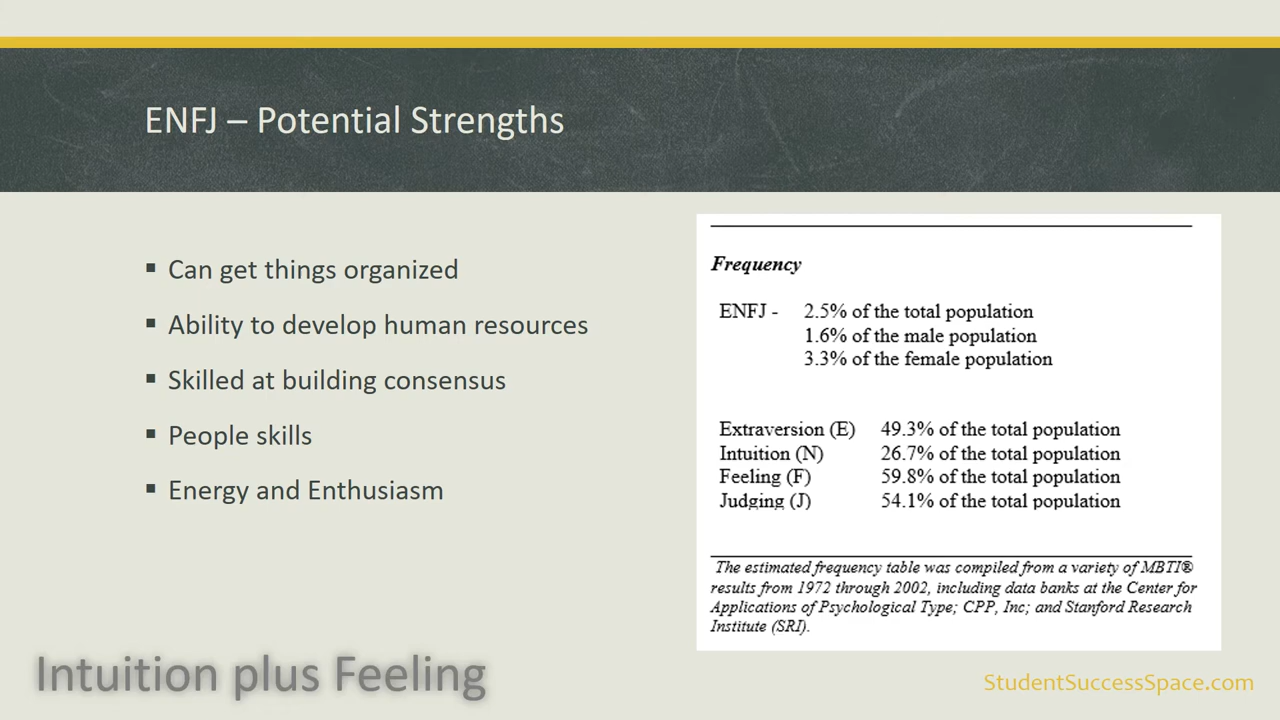 ENFJ – Potential Strengths
▪ Can get things organized
▪ Ability to develop human resources
▪ Skilled at building consensus
▪ People skills
▪ Energy and Enthusiasm
Frequency
ENFJ - 2.5% of the total population
1.6% of the male population
3.3% of the female population
Extraversion (E) 49.3% of the total population
Intuition (N) 26.7% of the total population
Feeling (F) 59.8% of the total population
Judging (J) 54.1% of the total population
The estimated frequency table was compiled from a variety of MBTI®
results from 1972 through 2002, including data banks at the Center for
Applications of Psychological Type; CPP, Inc; and Stanford Research
Institute (SRI).
Intuition plus Feeling
StudentSuccessSpace.com